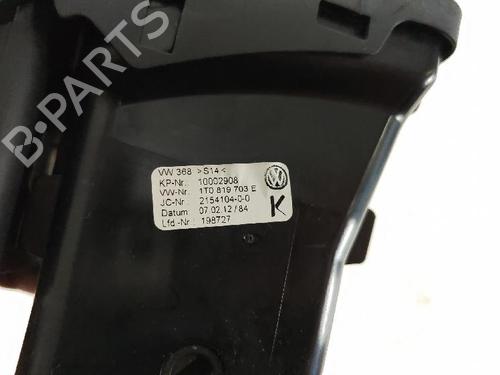 B-PARTS
VW 368 >S14<
KP-Nr.: 10002908
VW-Nr.: 1T0 819 703 E
JC-Nr.: 2154104-0-0
Datum: 07.02.12 / 84
Lfd.-Nr.: 198727
K